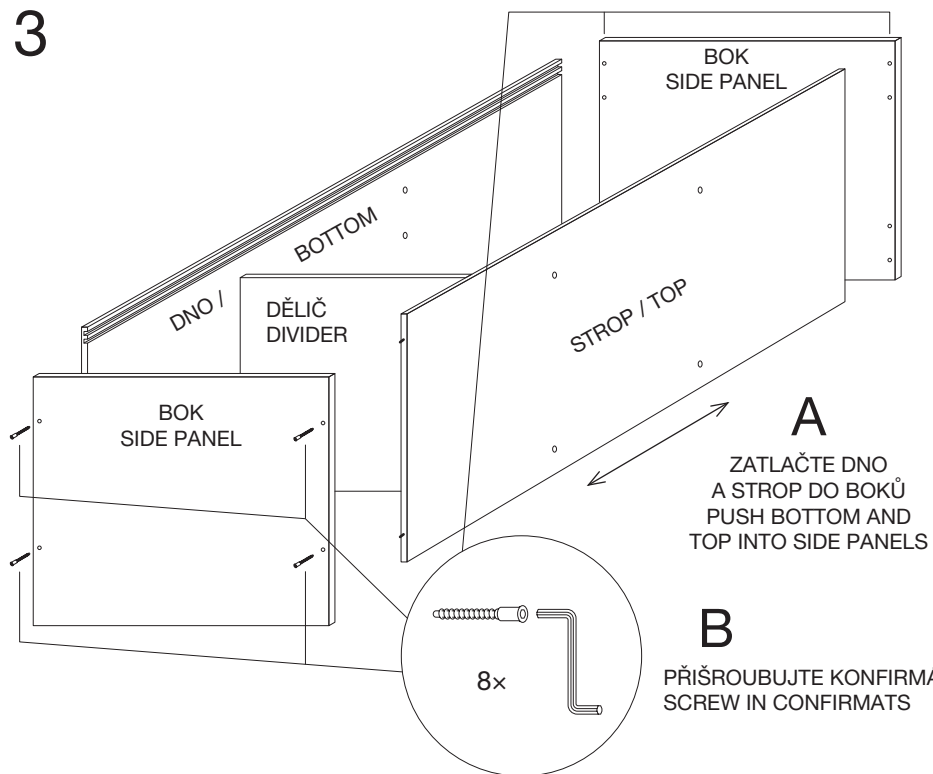 3
BOK
SIDE PANEL
DNO / BOTTOM
DĚLIČ
DIVIDER
STROP / TOP
BOK
SIDE PANEL
A
ZATLAČTE DNO
A STROP DO BOKŮ
PUSH BOTTOM AND
TOP INTO SIDE PANELS
8×
B
PŘIŠROUBUJTE
SCREW IN CONFIRMATS